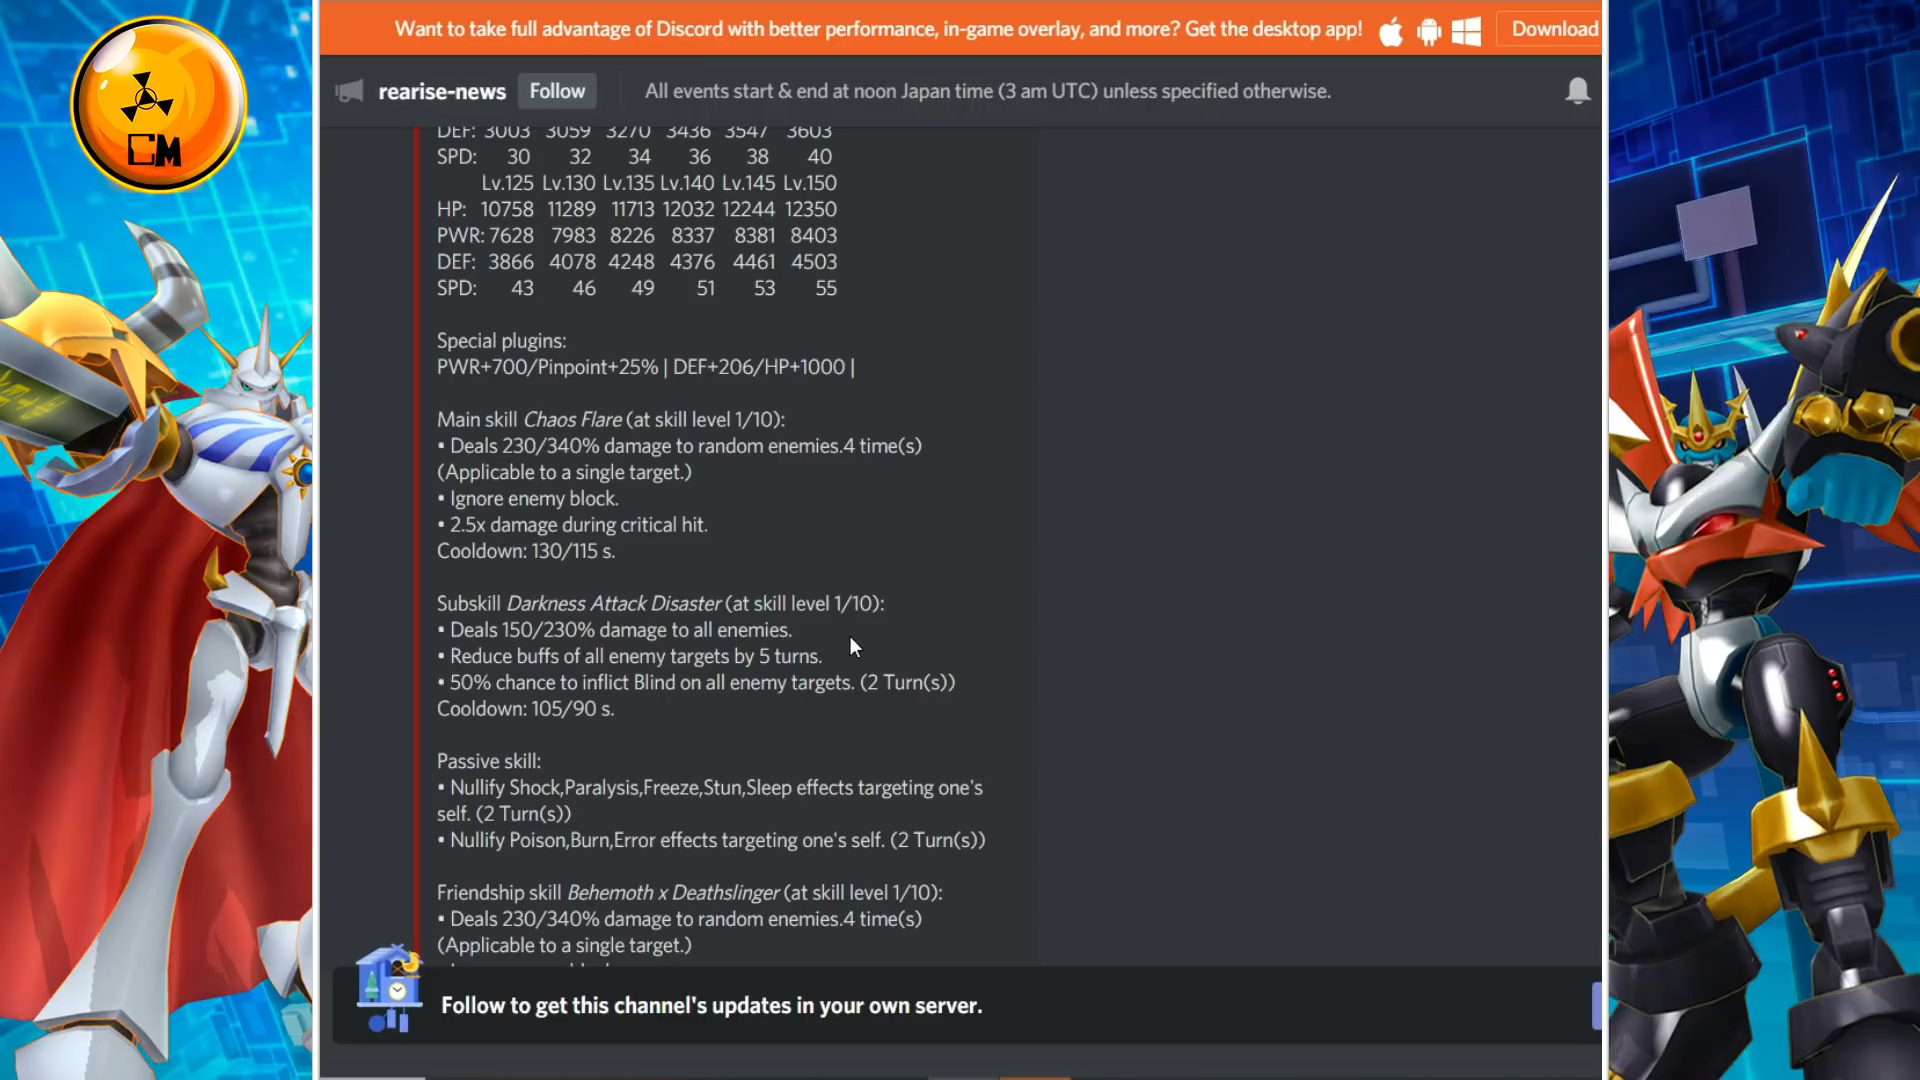 CM
Want to take full advantage of Discord with better performance, in-game overlay, and more? Get the desktop app!
Download
rearise-news
Follow
All events start & end at noon Japan time (3 am UTC) unless specified otherwise.
DEF: 3003 3059 3270 3436 3547 3603
SPD: 30 32 34 36 38 40
Lv.125 Lv.130 Lv.135 Lv.140 Lv.145 Lv.150
HP: 10758 11289 11713 12032 12244 12350
PWR: 7628 7983 8226 8337 8381 8403
DEF: 3866 4078 4248 4376 4461 4503
SPD: 43 46 49 51 53 55
Special plugins:
PWR+700/Pinpoint+25% | DEF+206/HP+1000 |
Main skill Chaos Flare (at skill level 1/10):
• Deals 230/340% damage to random enemies.4 time(s)
(Applicable to a single target.)
• Ignore enemy block.
• 2.5x damage during critical hit.
Cooldown: 130/115 s.
Subskill Darkness Attack Disaster (at skill level 1/10):
• Deals 150/230% damage to all enemies.
• Reduce buffs of all enemy targets by 5 turns.
• 50% chance to inflict Blind on all enemy targets. (2 Turn(s))
Cooldown: 105/90 s.
Passive skill:
• Nullify Shock,Paralysis,Freeze,Stun,Sleep effects targeting one's
self. (2 Turn(s))
• Nullify Poison,Burn,Error effects targeting one's self. (2 Turn(s))
Friendship skill Behemoth x Deathslinger (at skill level 1/10):
• Deals 230/340% damage to random enemies.4 time(s)
(Applicable to a single target.)
Follow to get this channel's updates in your own server.